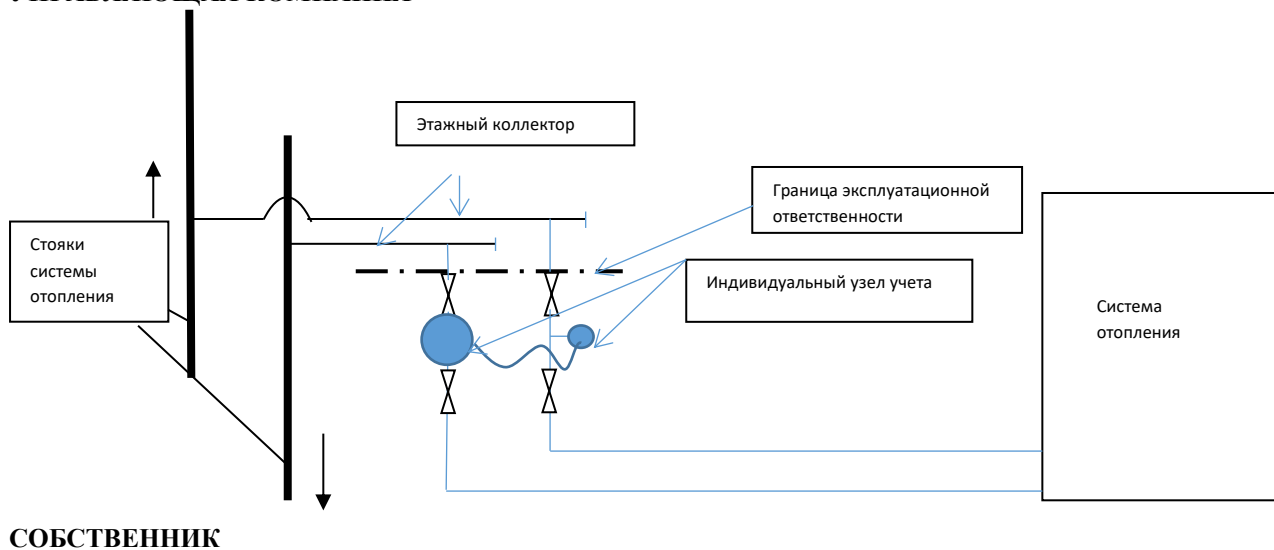 Этажный коллектор
Граница эксплуатационной
ответственности
Стояки
системы
отопления
Индивидуальный узел учета
Система
отопления
СОБСТВЕННИК